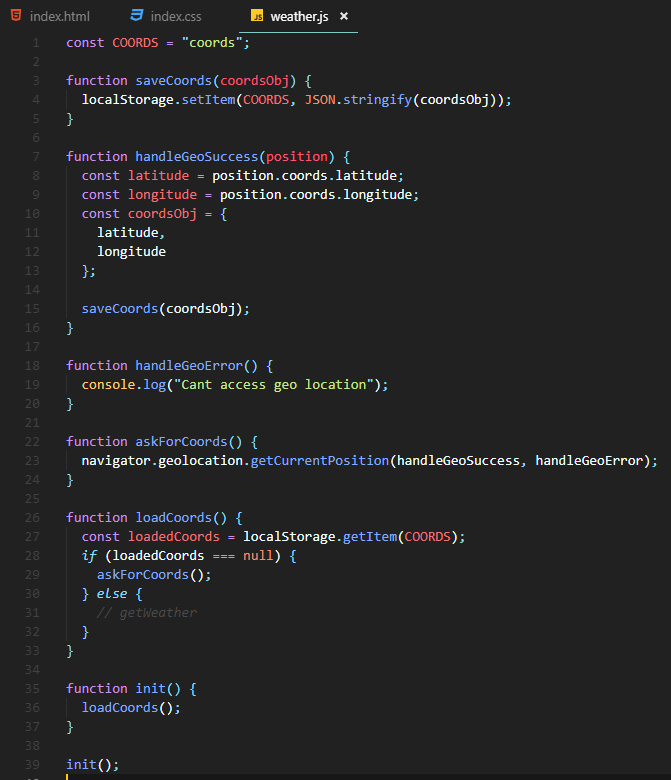 index.html index.css JS weather.js ×
1 const COORDS = "coords";
2
3 function saveCoords(coordsObj) {
4   localStorage.setItem(COORDS, JSON.stringify(coordsObj));
5 }
6
7 function handleGeoSuccess(position) {
8   const latitude = position.coords.latitude;
9   const longitude = position.coords.longitude;
10   const coordsObj = {
11     latitude,
12     longitude
13   };
14
15   saveCoords(coordsObj);
16 }
17
18 function handleGeoError() {
19   console.log("Cant access geo location");
20 }
21
22 function askForCoords() {
23   navigator.geolocation.getCurrentPosition(handleGeoSuccess, handleGeoError);
24 }
25
26 function loadCoords() {
27   const loadedCoords = localStorage.getItem(COORDS);
28   if (loadedCoords === null) {
29     askForCoords();
30   } else {
31     // getWeather
32   }
33 }
34
35 function init() {
36   loadCoords();
37 }
38
39 init();